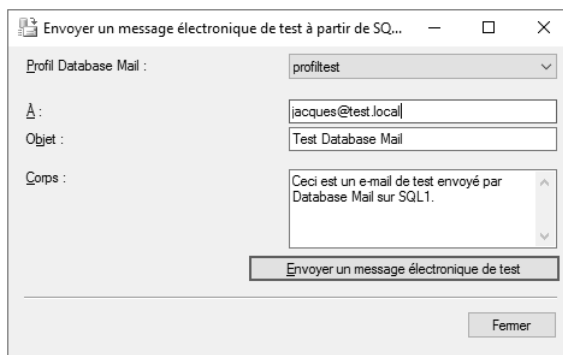 Envoyer un message électronique de test à partir de SQ...
Profil Database Mail : profiltest
À : jacques@test.local
Objet : Test Database Mail
Corps : Ceci est un e-mail de test envoyé par
Database Mail sur SQL1.
Envoyer un message électronique de test
Fermer